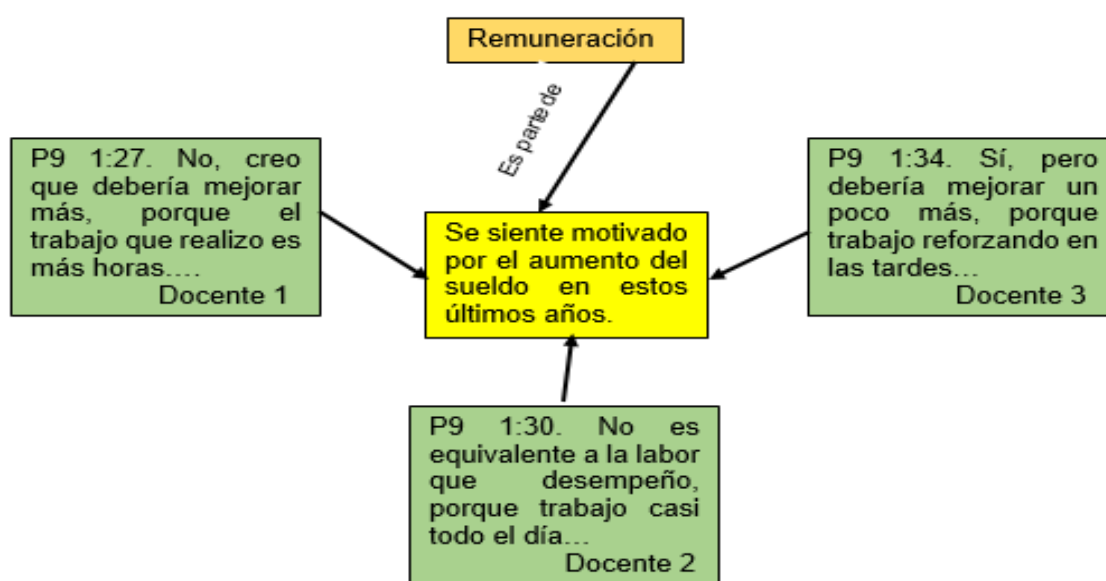 Remuneración
Es parte de
P9 1:27. No, creo
que debería mejorar
más, porque el
trabajo que realizo es
más horas….
Docente 1
Se siente motivado
por el aumento del
sueldo en estos
últimos años.
P9 1:34. Sí, pero
debería mejorar un
poco más, porque
trabajo reforzando en
las tardes…
Docente 3
P9 1:30. No es
equivalente a la labor
que desempeño,
porque trabajo casi
todo el día…
Docente 2